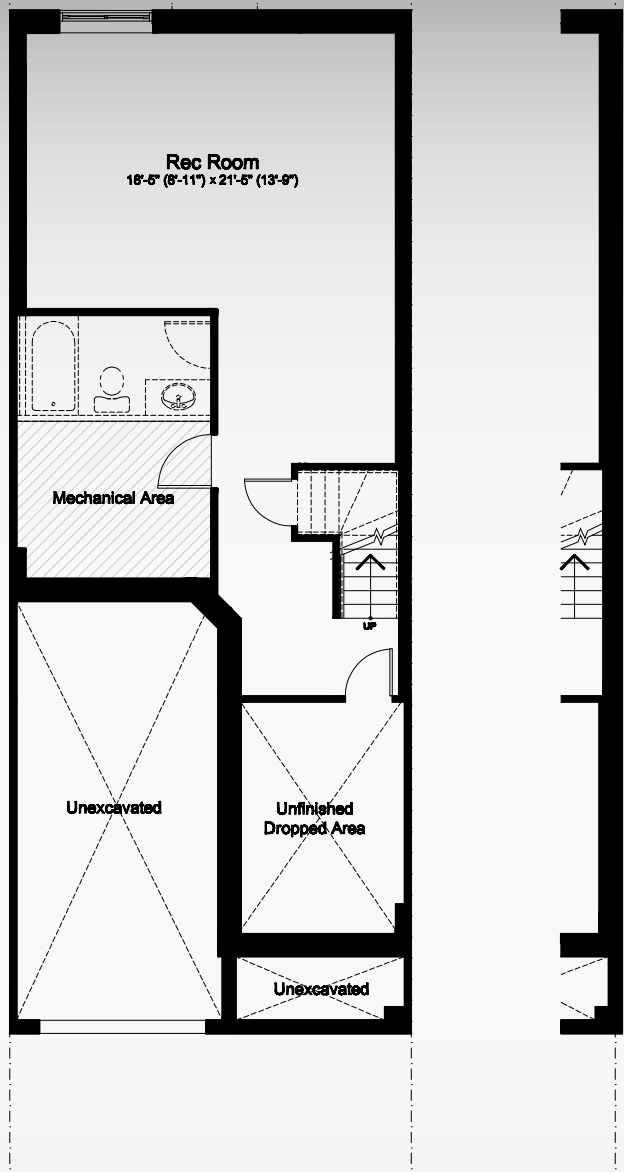 Rec Room
18'-5" (8'-11") x 21'-5" (13'-9")
Mechanical Area
UP
Unexcavated
Unfinished
Dropped Area
Unexcavated